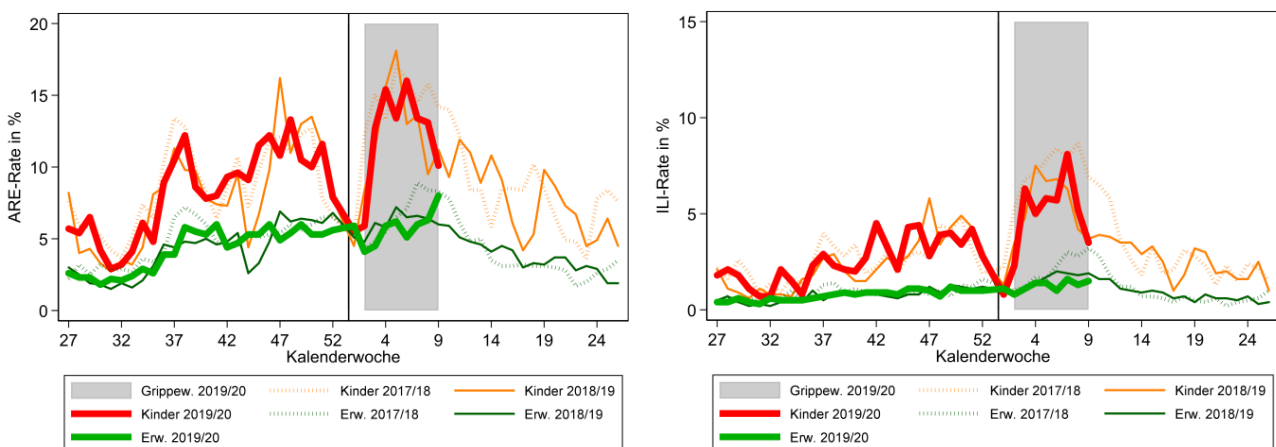 20%
15
10
5
0
ARE-Rate in %
27 32 37 42 47 52 4 9 14 19 24
Kalenderwoche
Grippew. 2019/20 Kinder 2017/18 Kinder 2018/19
Kinder 2019/20 Erw. 2017/18 Erw. 2018/19
Erw. 2019/20
15%
10
5
0
ILI-Rate in %
27 32 37 42 47 52 4 9 14 19 24
Kalenderwoche
Grippew. 2019/20 Kinder 2017/18 Kinder 2018/19
Kinder 2019/20 Erw. 2017/18 Erw. 2018/19
Erw. 2019/20